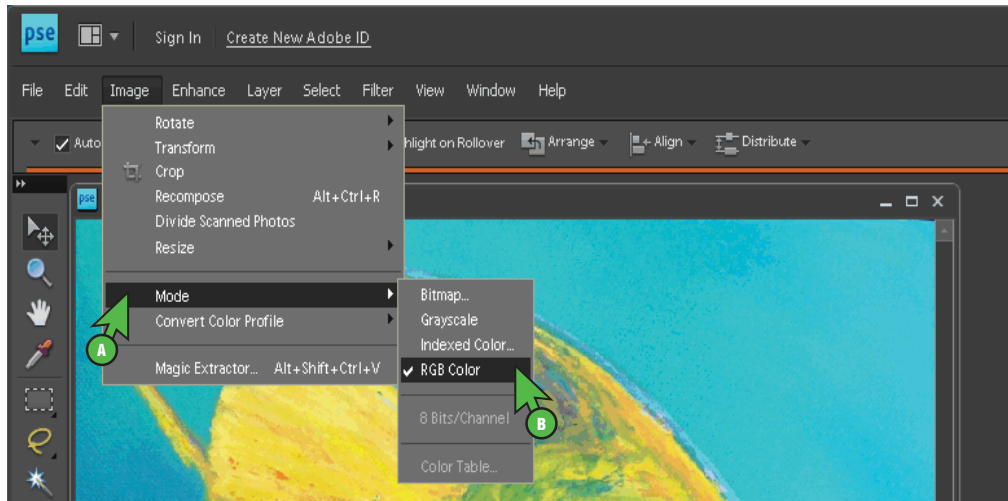 pse Sign In Create New Adobe ID
File Edit Image Enhance Layer Select Filter View Window Help
Auto hlight on Rollover Arrange Align Distribute
pse
Rotate
Transform
Crop
Recompose Alt+Ctrl+R
Divide Scanned Photos
Resize
Mode
Convert Color Profile
Magic Extractor... Alt+Shift+Ctrl+V
A
Bitmap...
Grayscale
Indexed Color...
RGB Color
8 Bits/Channel
Color Table...
B